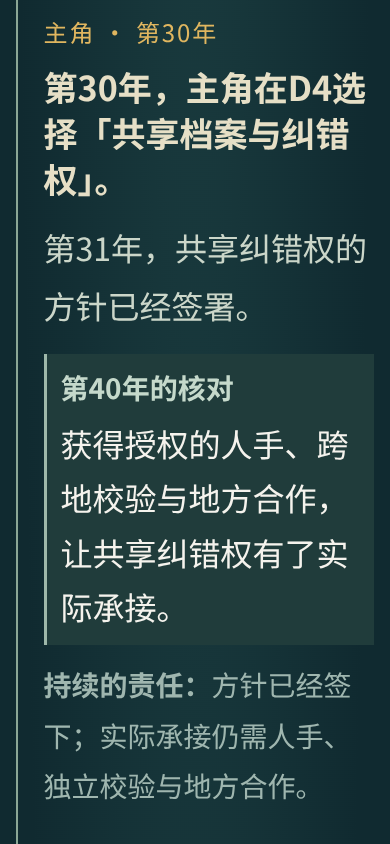 主角 · 第30年
第30年，主角在D4选
择「共享档案与纠错
权」。
第31年，共享纠错权的
方针已经签署。
第40年的核对
获得授权的人手、跨
地校验与地方合作，
让共享纠错权有了实
际承接。
持续的责任：方针已经签
下；实际承接仍需人手、
独立校验与地方合作。